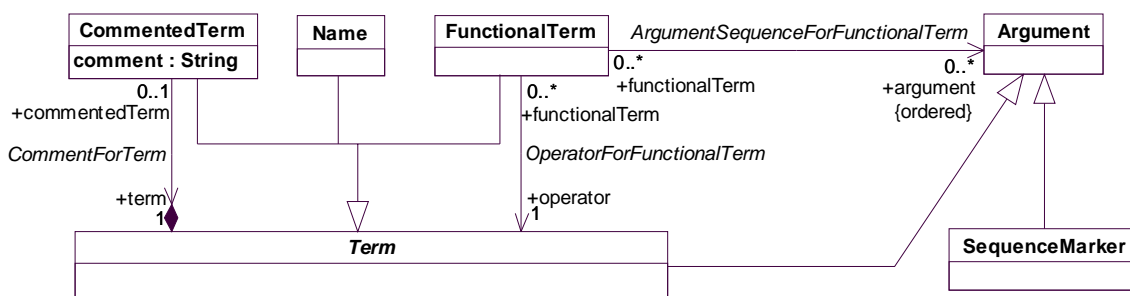 CommentedTerm
comment : String
Name
FunctionalTerm
ArgumentSequenceForFunctionalTerm
Argument
0..1
+commentedTerm
0..*
+functionalTerm
0..*
+functionalTerm
0..*
+argument
{ordered}
CommentForTerm
OperatorForFunctionalTerm
+term
1
+operator
1
Term
SequenceMarker